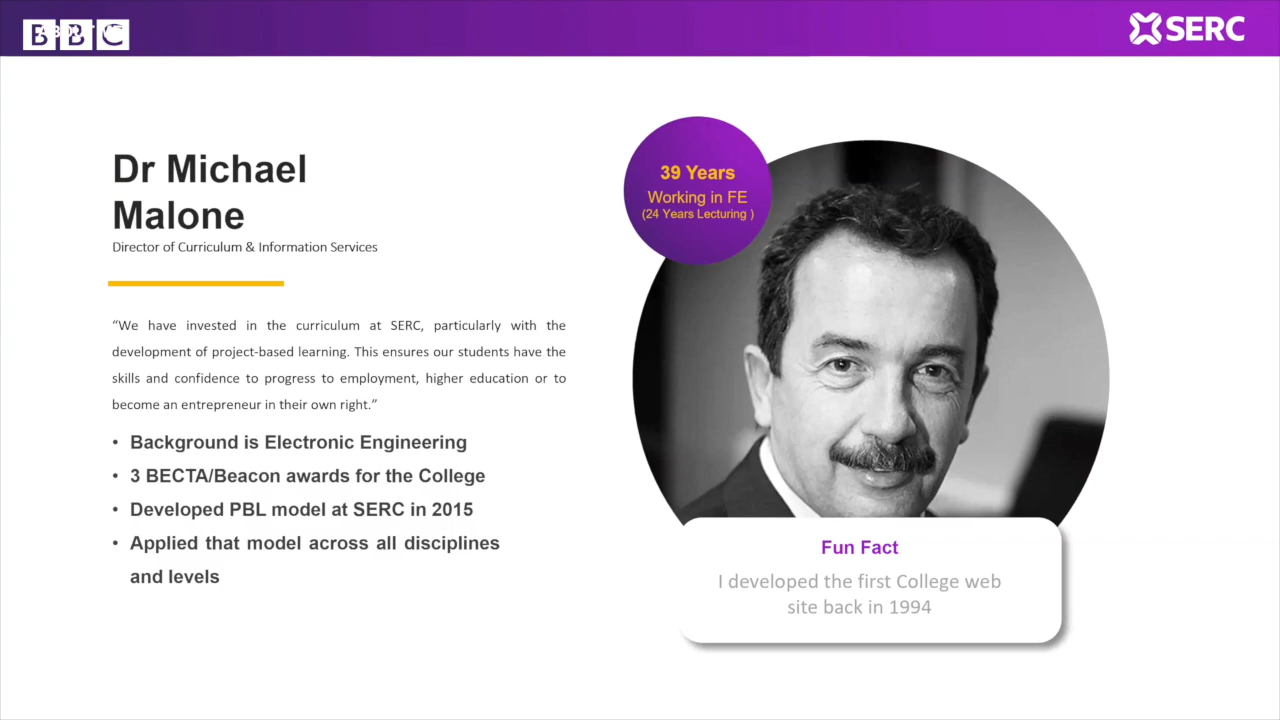 BBC
SERC
Dr Michael
Malone
Director of Curriculum & Information Services
“We have invested in the curriculum at SERC, particularly with the
development of project-based learning. This ensures our students have the
skills and confidence to progress to employment, higher education or to
become an entrepreneur in their own right.”
• Background is Electronic Engineering
• 3 BECTA/Beacon awards for the College
• Developed PBL model at SERC in 2015
• Applied that model across all disciplines
and levels
39 Years
Working in FE
(24 Years Lecturing )
Fun Fact
I developed the first College web
site back in 1994